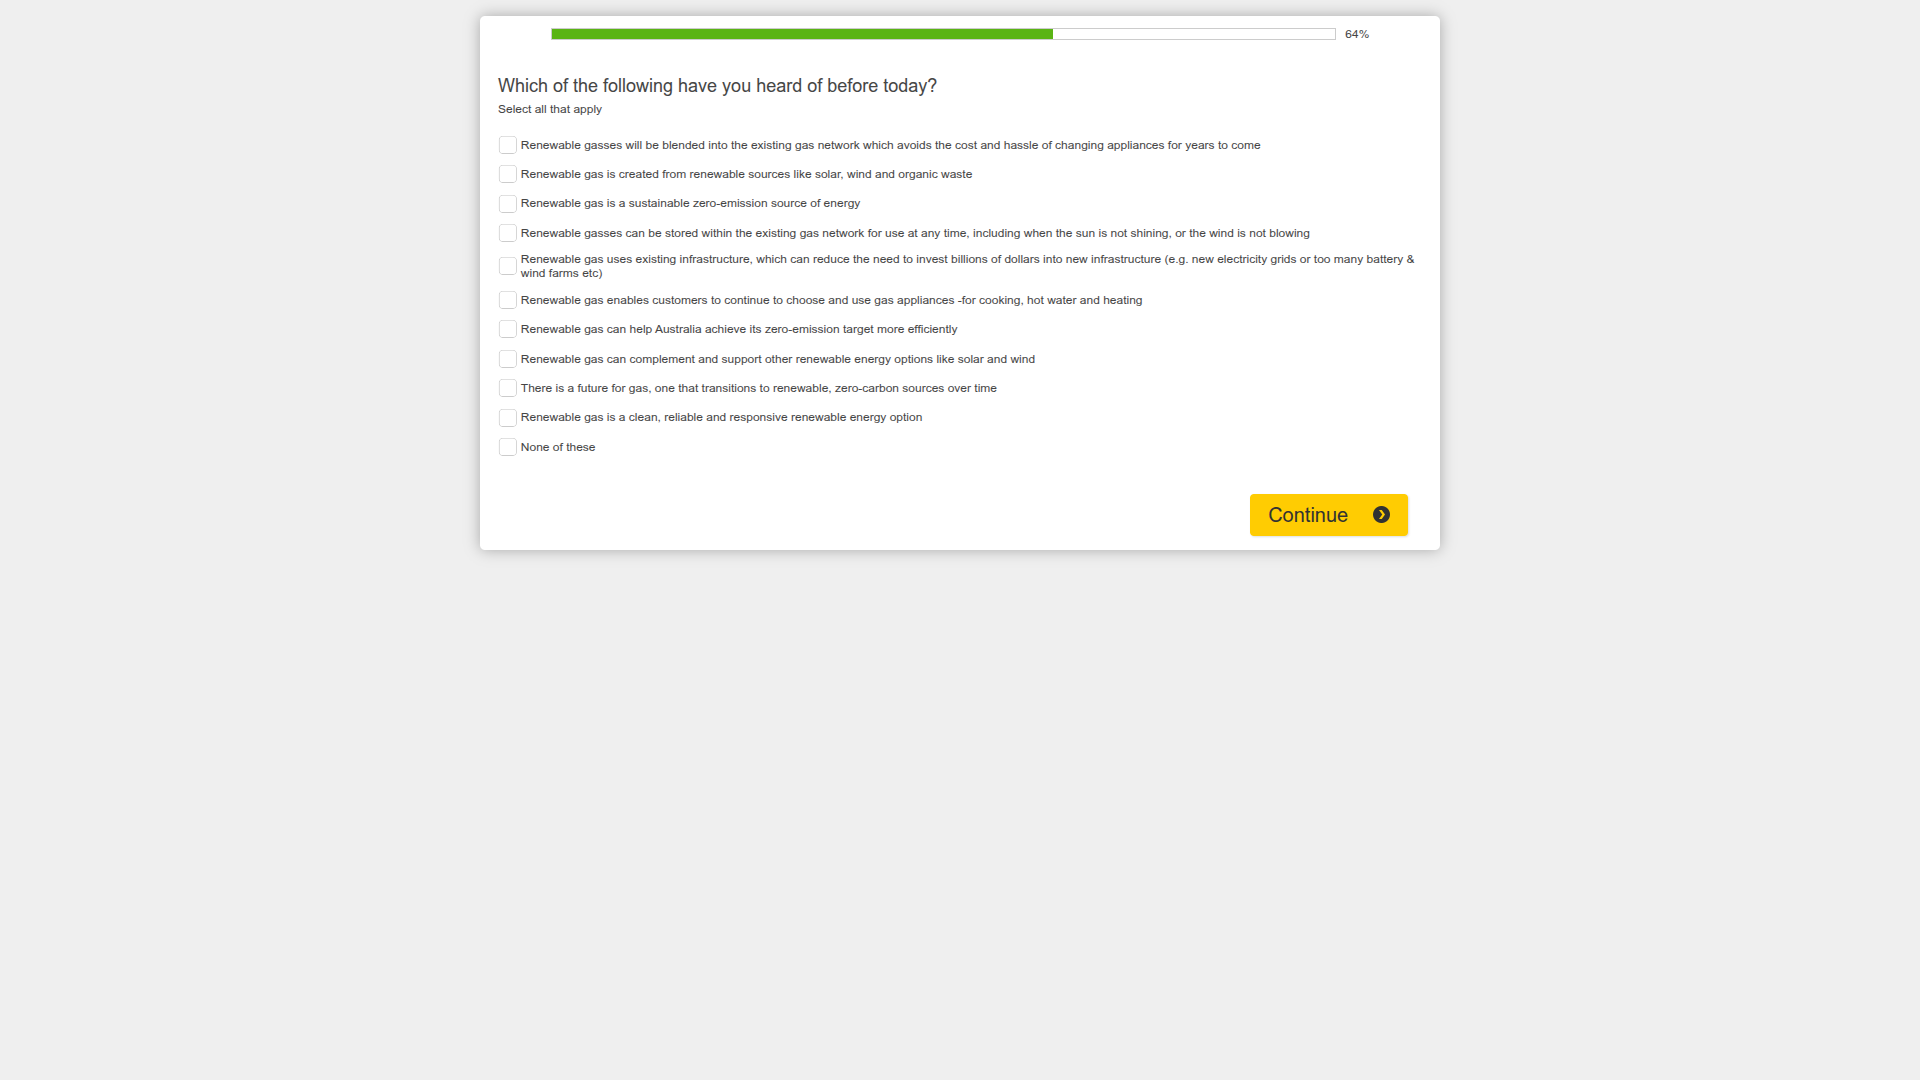 64%
Which of the following have you heard of before today?
Select all that apply
Renewable gasses will be blended into the existing gas network which avoids the cost and hassle of changing appliances for years to come
Renewable gas is created from renewable sources like solar, wind and organic waste
Renewable gas is a sustainable zero-emission source of energy
Renewable gasses can be stored within the existing gas network for use at any time, including when the sun is not shining, or the wind is not blowing
Renewable gas uses existing infrastructure, which can reduce the need to invest billions of dollars into new infrastructure (e.g. new electricity grids or too many battery &
wind farms etc)
Renewable gas enables customers to continue to choose and use gas appliances -for cooking, hot water and heating
Renewable gas can help Australia achieve its zero-emission target more efficiently
Renewable gas can complement and support other renewable energy options like solar and wind
There is a future for gas, one that transitions to renewable, zero-carbon sources over time
Renewable gas is a clean, reliable and responsive renewable energy option
None of these
Continue